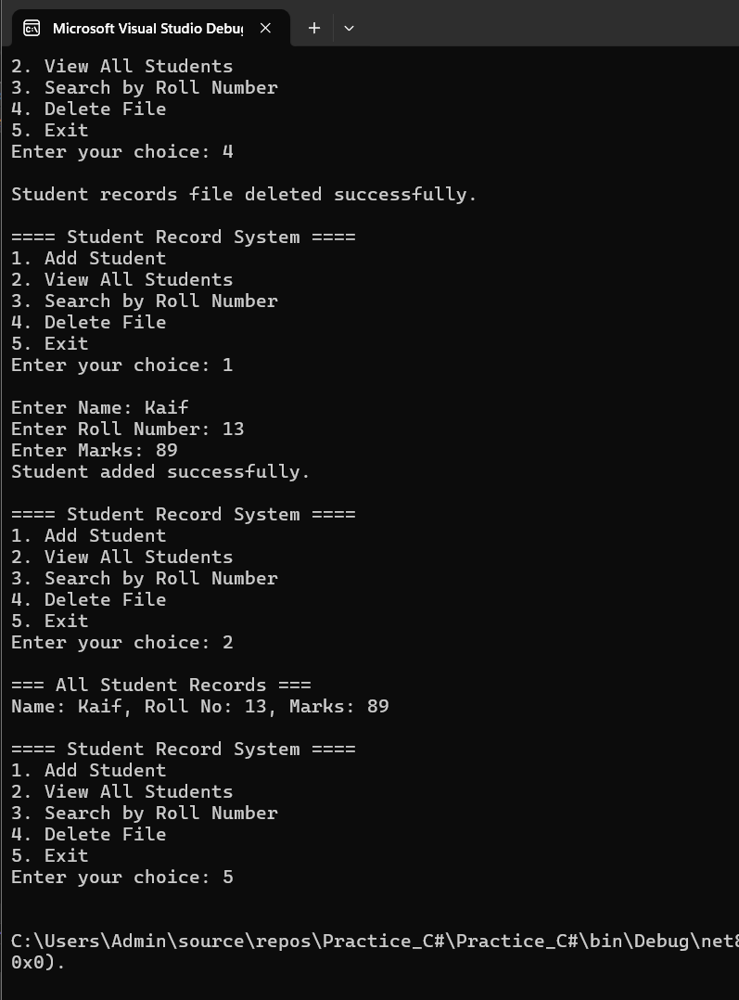 Microsoft Visual Studio Debu
2. View All Students
3. Search by Roll Number
4. Delete File
5. Exit
Enter your choice: 4
Student records file deleted successfully.
==== Student Record System ====
1. Add Student
2. View All Students
3. Search by Roll Number
4. Delete File
5. Exit
Enter your choice: 1
Enter Name: Kaif
Enter Roll Number: 13
Enter Marks: 89
Student added successfully.
==== Student Record System ====
1. Add Student
2. View All Students
3. Search by Roll Number
4. Delete File
5. Exit
Enter your choice: 2
=== All Student Records ===
Name: Kaif, Roll No: 13, Marks: 89
==== Student Record System ====
1. Add Student
2. View All Students
3. Search by Roll Number
4. Delete File
5. Exit
Enter your choice: 5
C:\Users\Admin\source\repos\Practice_C#\Practice_C#\bin\Debug\net8
0x0).